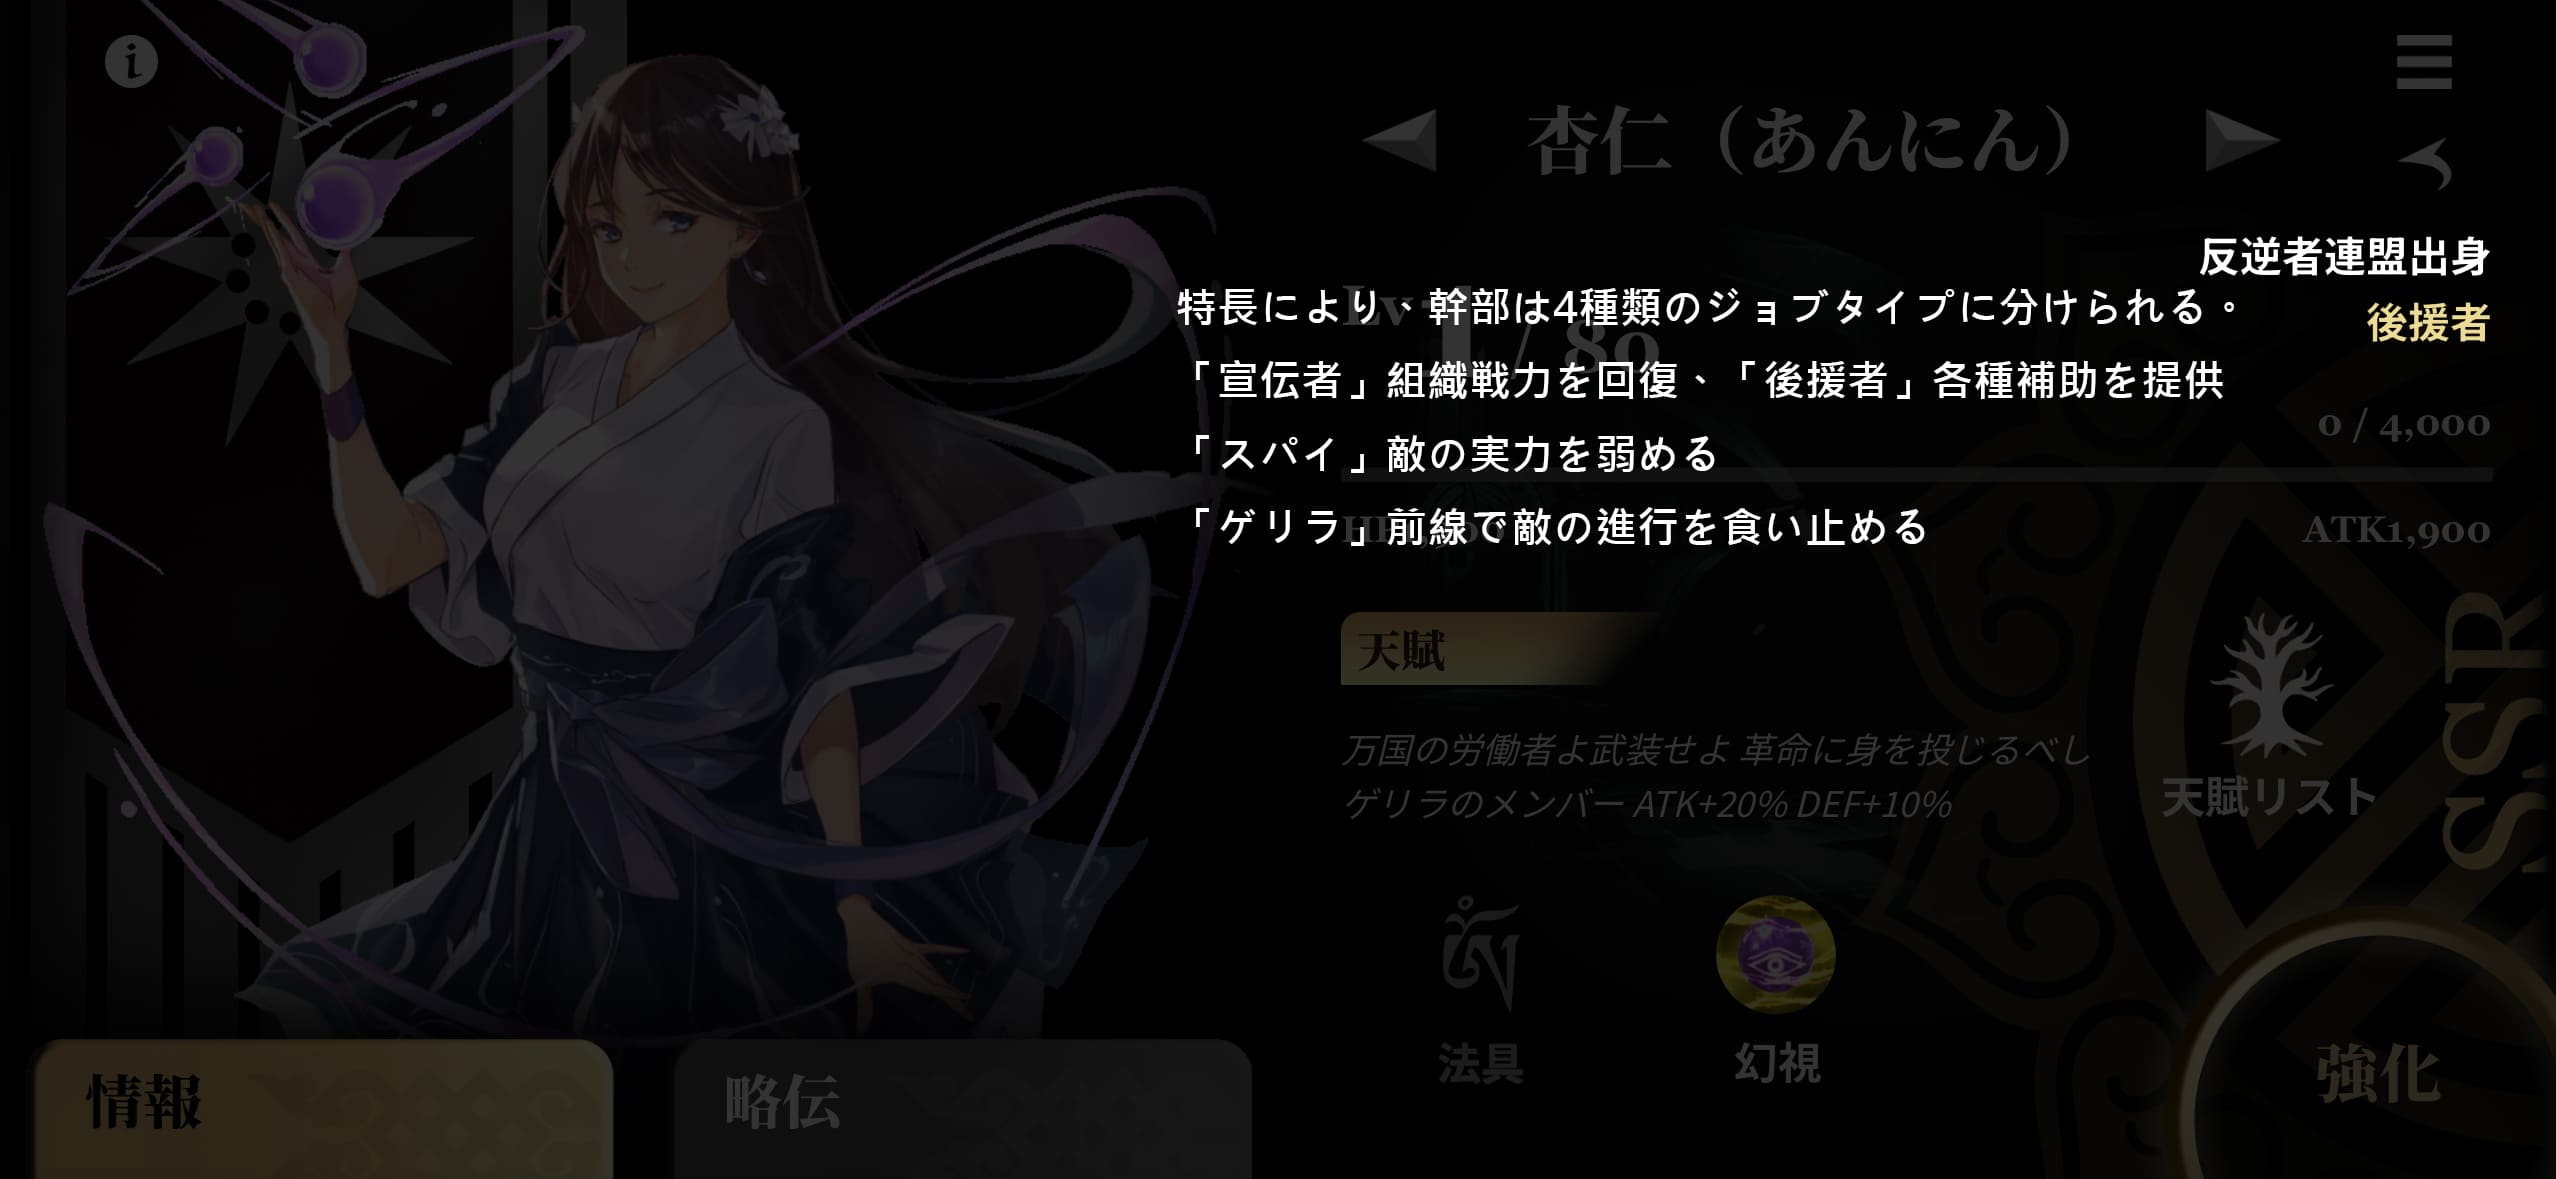 杏仁（あんにん）
反逆者連盟出身
後援者
特長により、幹部は4種類のジョブタイプに分けられる。
「宣伝者」組織戦力を回復、「後援者」各種補助を提供
「スパイ」敵の実力を弱める
「ゲリラ」前線で敵の進行を食い止める
Lv 1 / 80
0 / 4,000
ATK1,900
天賦
万国の労働者よ武装せよ 革命に身を投じるべし
ゲリラのメンバー ATK+20% DEF+10%
天賦リスト
SSR
法具
幻視
強化
情報
略伝